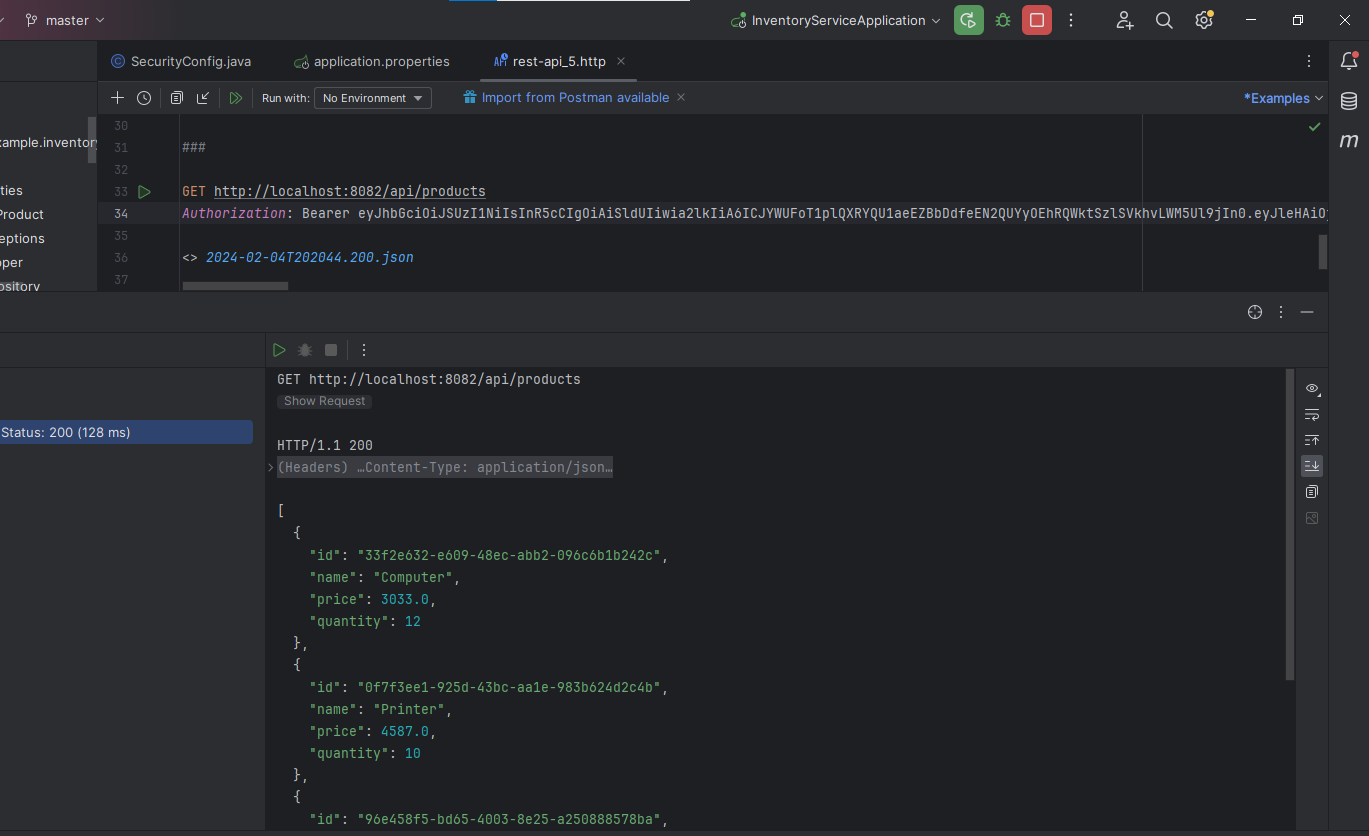 master
InventoryServiceApplication
SecurityConfig.java
application.properties
API rest-api_5.http
Run with: No Environment
Import from Postman available
*Examples
30
31 ###
32
33 GET http://localhost:8082/api/products
34 Authorization: Bearer
35
36 <> 2024-02-04T202044.200.json
37
xample.inventory
ties
Product
eptions
pper
ository
m
Status: 200 (128 ms)
GET http://localhost:8082/api/products
Show Request
HTTP/1.1 200
(Headers) …Content-Type: application/json…
[
{
"id": "33f2e632-e609-48ec-abb2-096c6b1b242c",
"name": "Computer",
"price": 3033.0,
"quantity": 12
},
{
"id": "0f7f3ee1-925d-43bc-aa1e-983b624d2c4b",
"name": "Printer",
"price": 4587.0,
"quantity": 10
},
{
"id": "96e458f5-bd65-4003-8e25-a250888578ba",